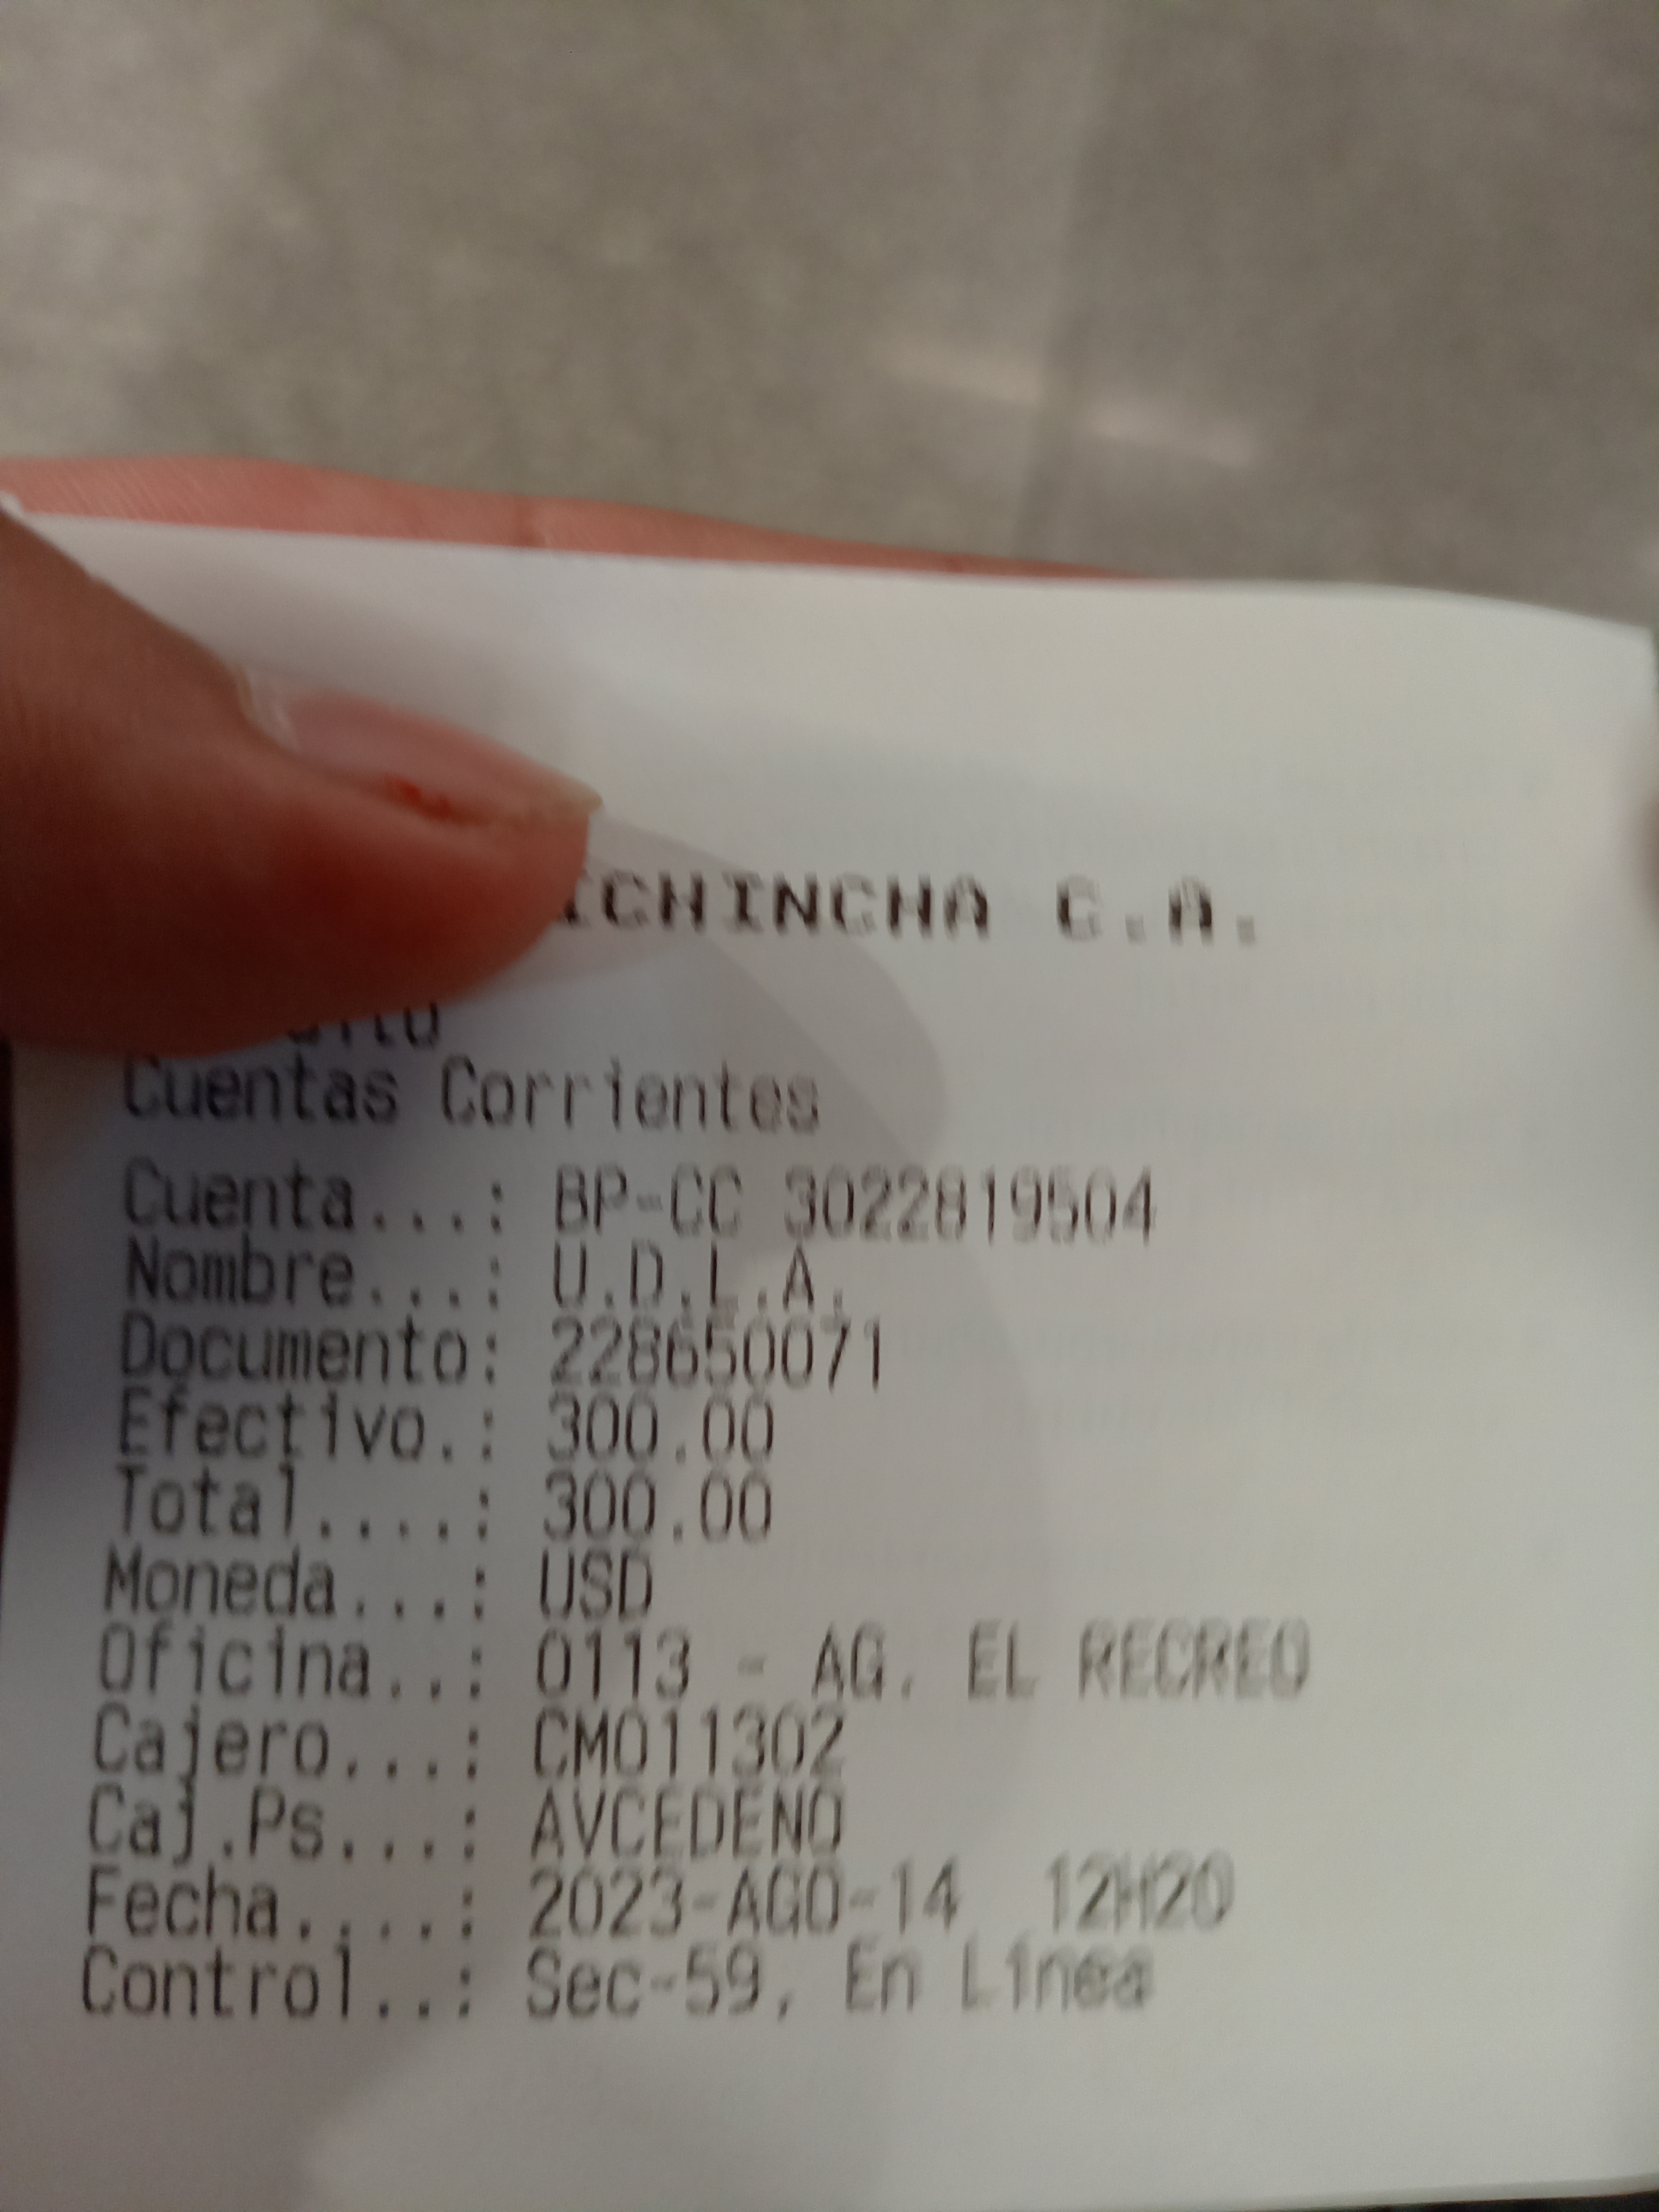 ICHINCHA C.A.
Cuentas Corrientes
Cuenta...: BP-CC 3022819504
Nombre...: U.D.L.A.
Documento: 228650071
Efectivo.: 300.00
Total....: 300.00
Moneda...: USD
Oficina..: 0113 - AG. EL RECREO
Cajero...: CM011302
Caj.Ps...: AVCEDENO
Fecha....: 2023-AGO-14 12H20
Control..: Sec-59, En Linea